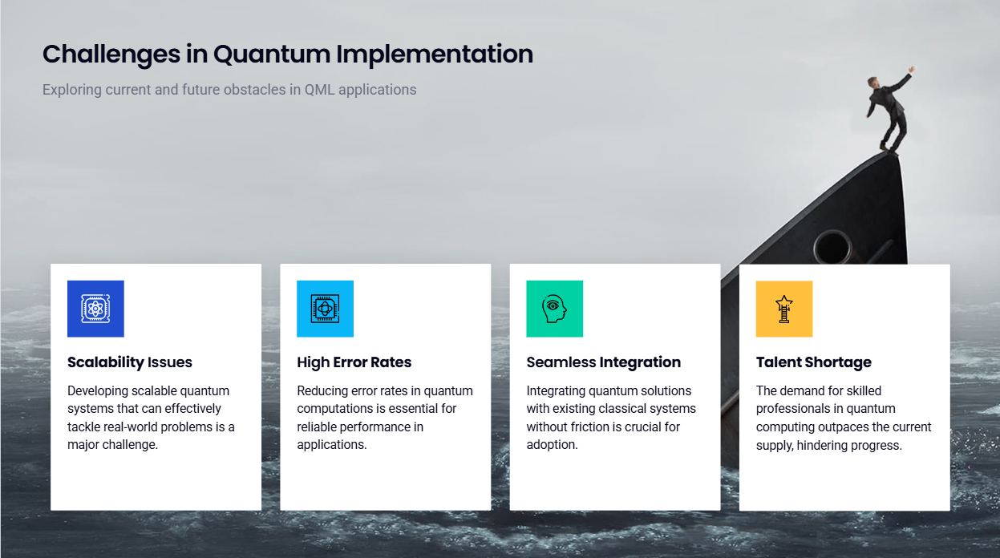 Challenges in Quantum Implementation
Exploring current and future obstacles in QML applications
Scalability Issues
Developing scalable quantum
systems that can effectively
tackle real-world problems is a
major challenge.
High Error Rates
Reducing error rates in quantum
computations is essential for
reliable performance in
applications.
Seamless Integration
Integrating quantum solutions
with existing classical systems
without friction is crucial for
adoption.
Talent Shortage
The demand for skilled
professionals in quantum
computing outpaces the current
supply, hindering progress.